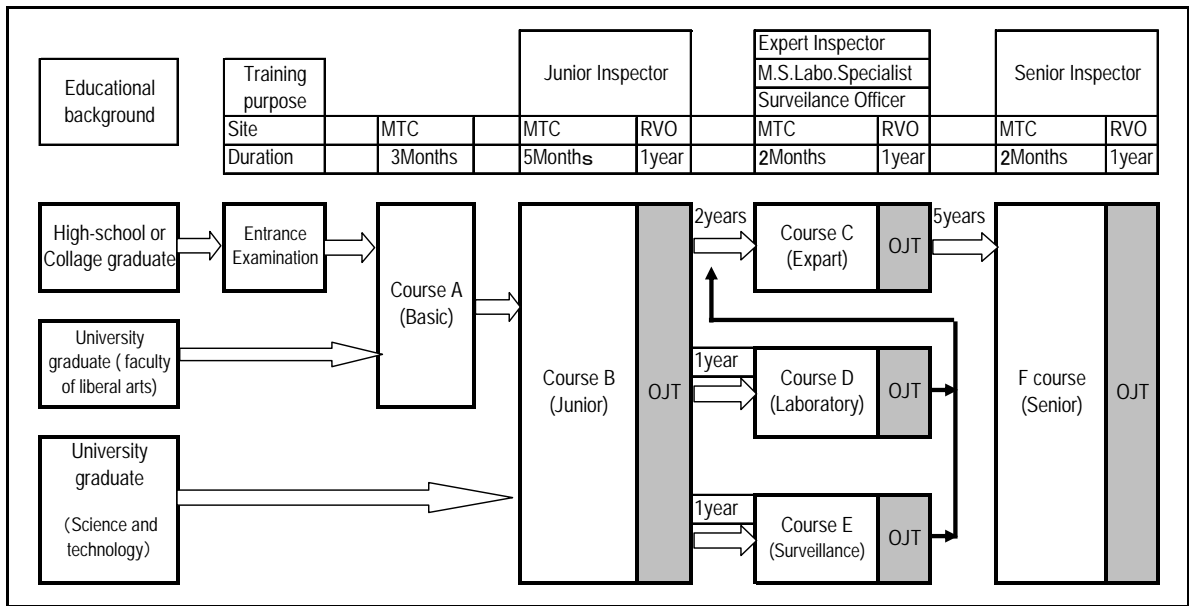 Educational
background
Training
purpose
Junior Inspector
Expert Inspector
M.S.Labo.Specialist
Surveilance Officer
Senior Inspector
Site MTC MTC RVO MTC RVO MTC RVO
Duration 3Months 5Months 1year 2Months 1year 2Months 1year
High-school or
Collage graduate
Entrance
Examination
Course A
(Basic)
University
graduate ( faculty
of liberal arts)
University
graduate
(Science and
technology)
Course B
(Junior)
OJT
2years
Course C
(Expart)
OJT
5years
1year
Course D
(Laboratory)
OJT
1year
Course E
(Surveillance)
OJT
F course
(Senior)
OJT